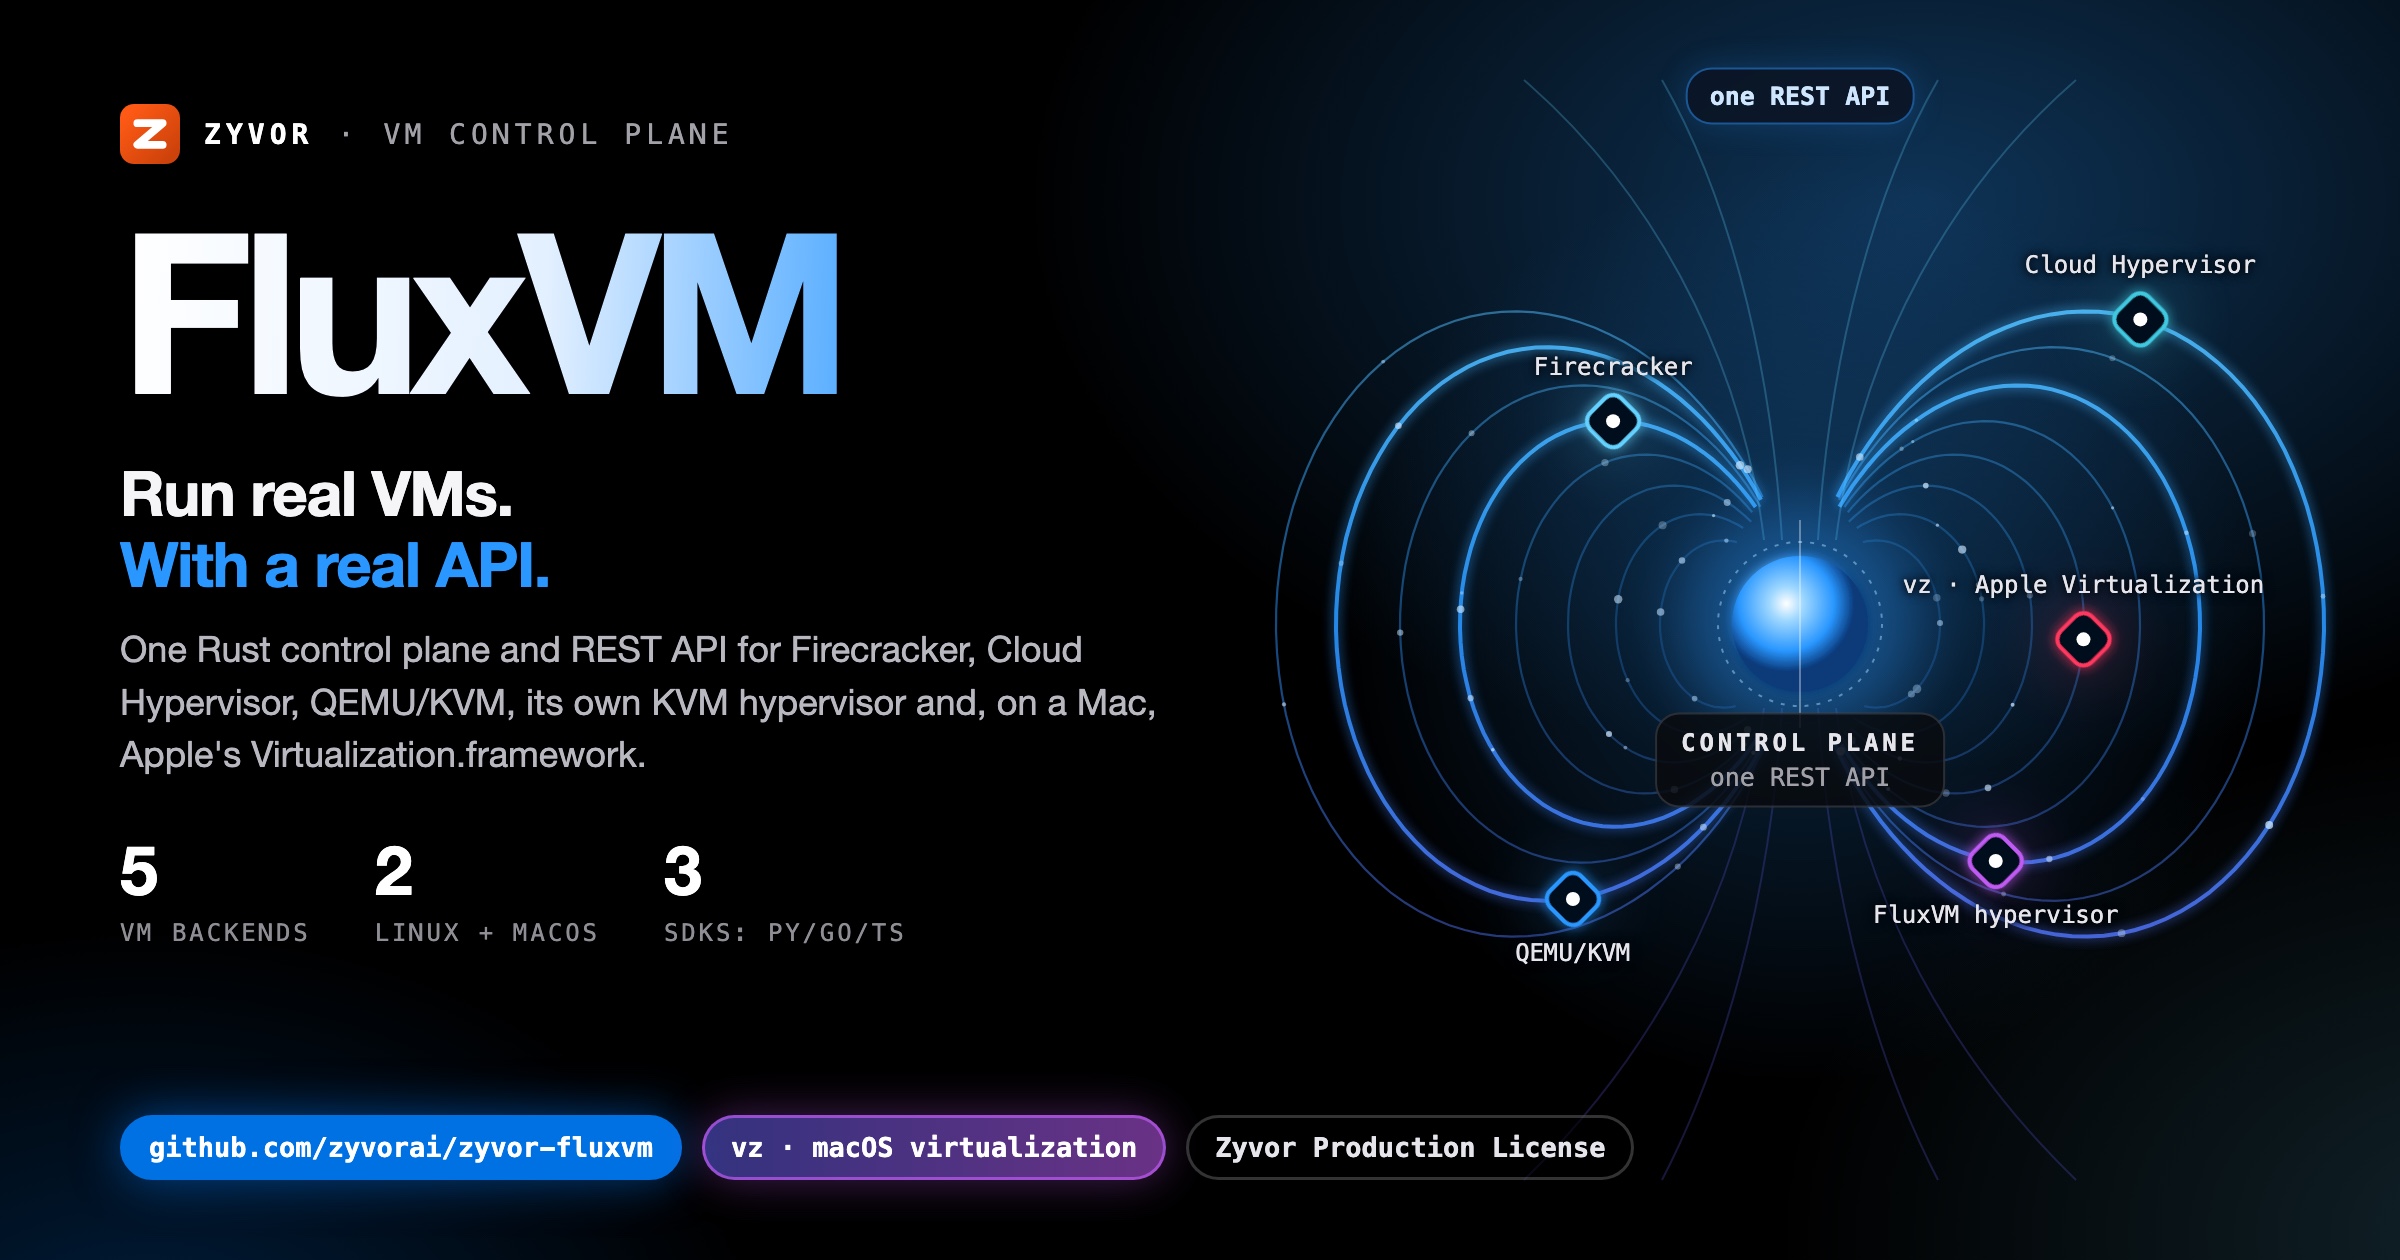 ZYVOR · VM CONTROL PLANE
FluxVM
Run real VMs.
With a real API.
One Rust control plane and REST API for Firecracker, Cloud
Hypervisor, QEMU/KVM, its own KVM hypervisor and, on a Mac,
Apple's Virtualization.framework.
5
VM BACKENDS
2
LINUX + MACOS
3
SDKS: PY/GO/TS
github.com/zyvorai/zyvor-fluxvm
vz · macOS virtualization
Zyvor Production License
one REST API
Cloud Hypervisor
Firecracker
vz · Apple Virtualization
CONTROL PLANE
one REST API
FluxVM hypervisor
QEMU/KVM